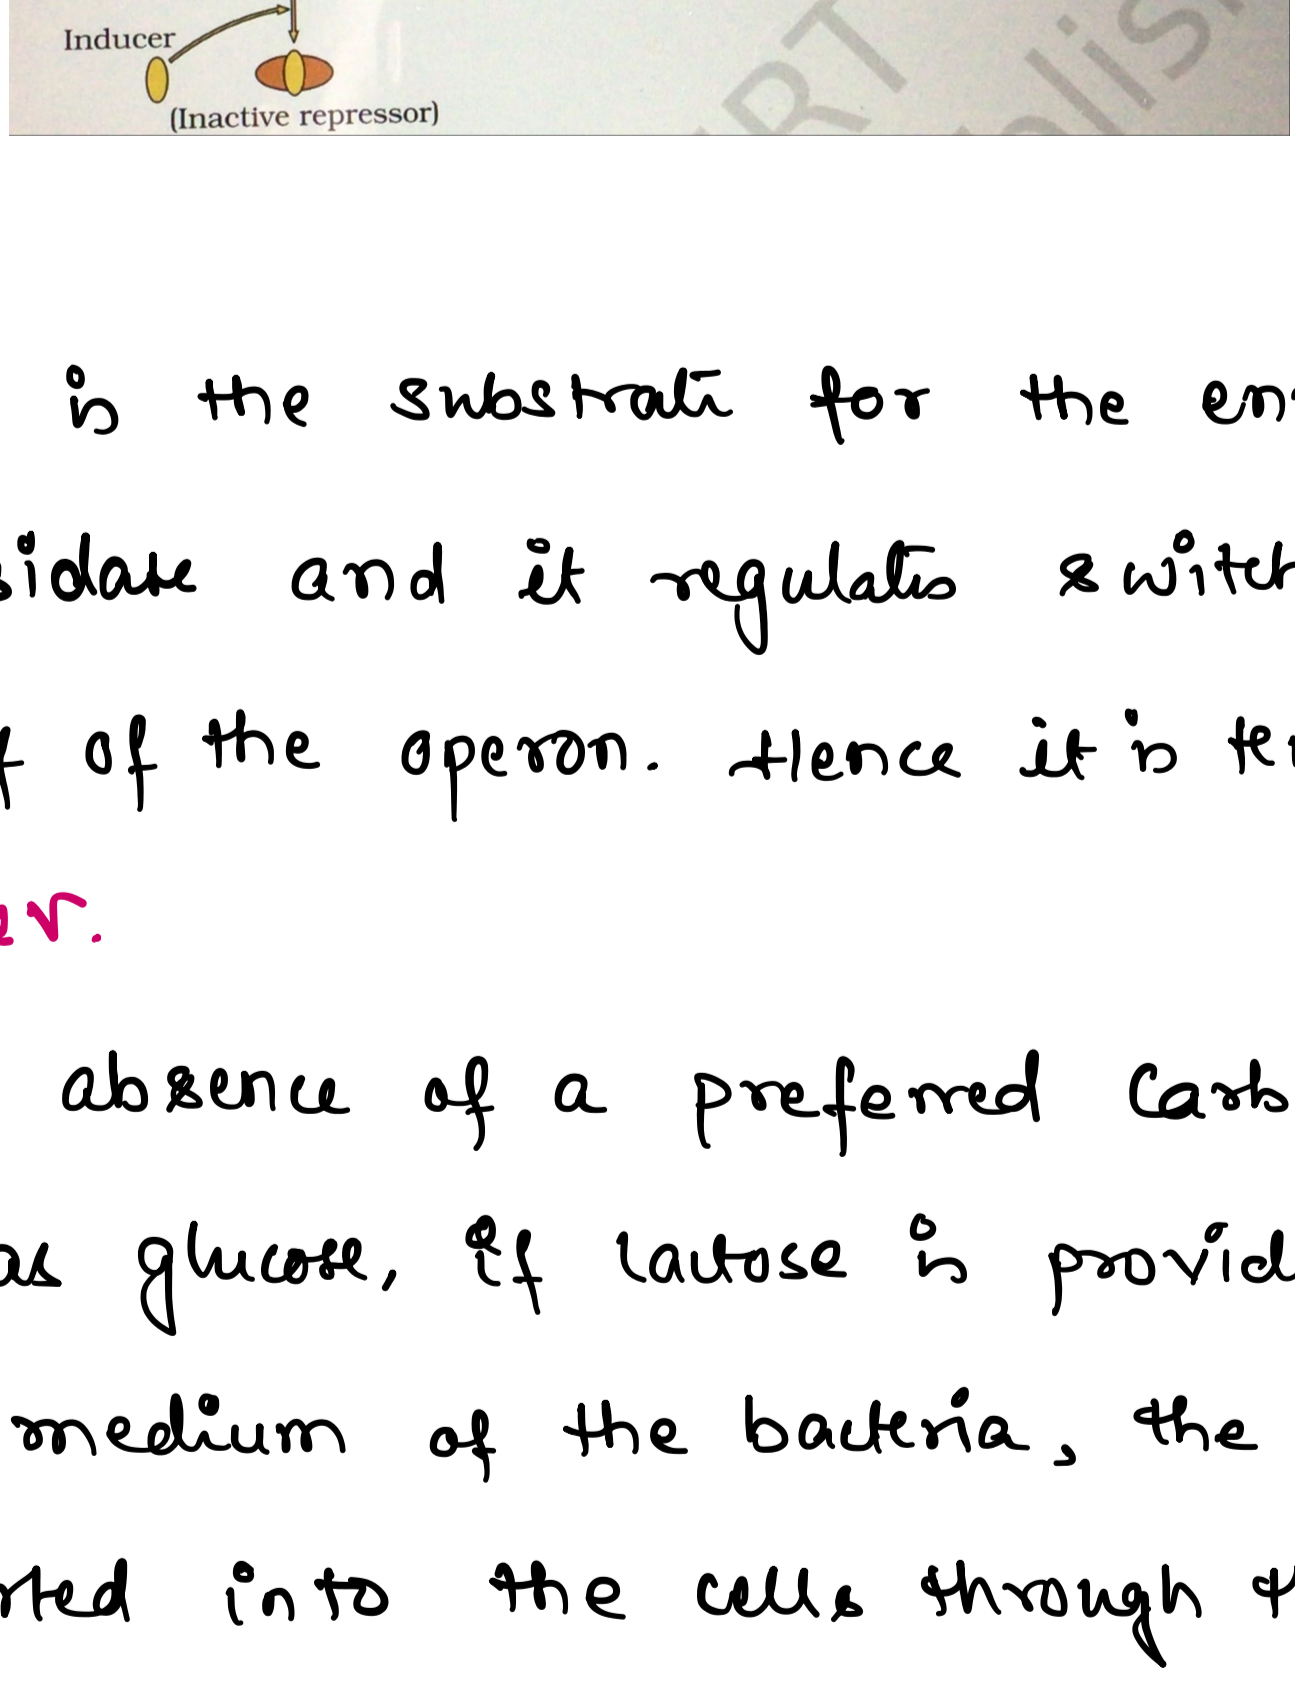 Inducer
(Inactive repressor)
is the substrate for the en
sidase and it regulates switch
f of the operon. Hence it is te
er.
absence of a preferred carb
as glucose, if lactose is provid
medium of the bacteria, the
rted into the cells through t